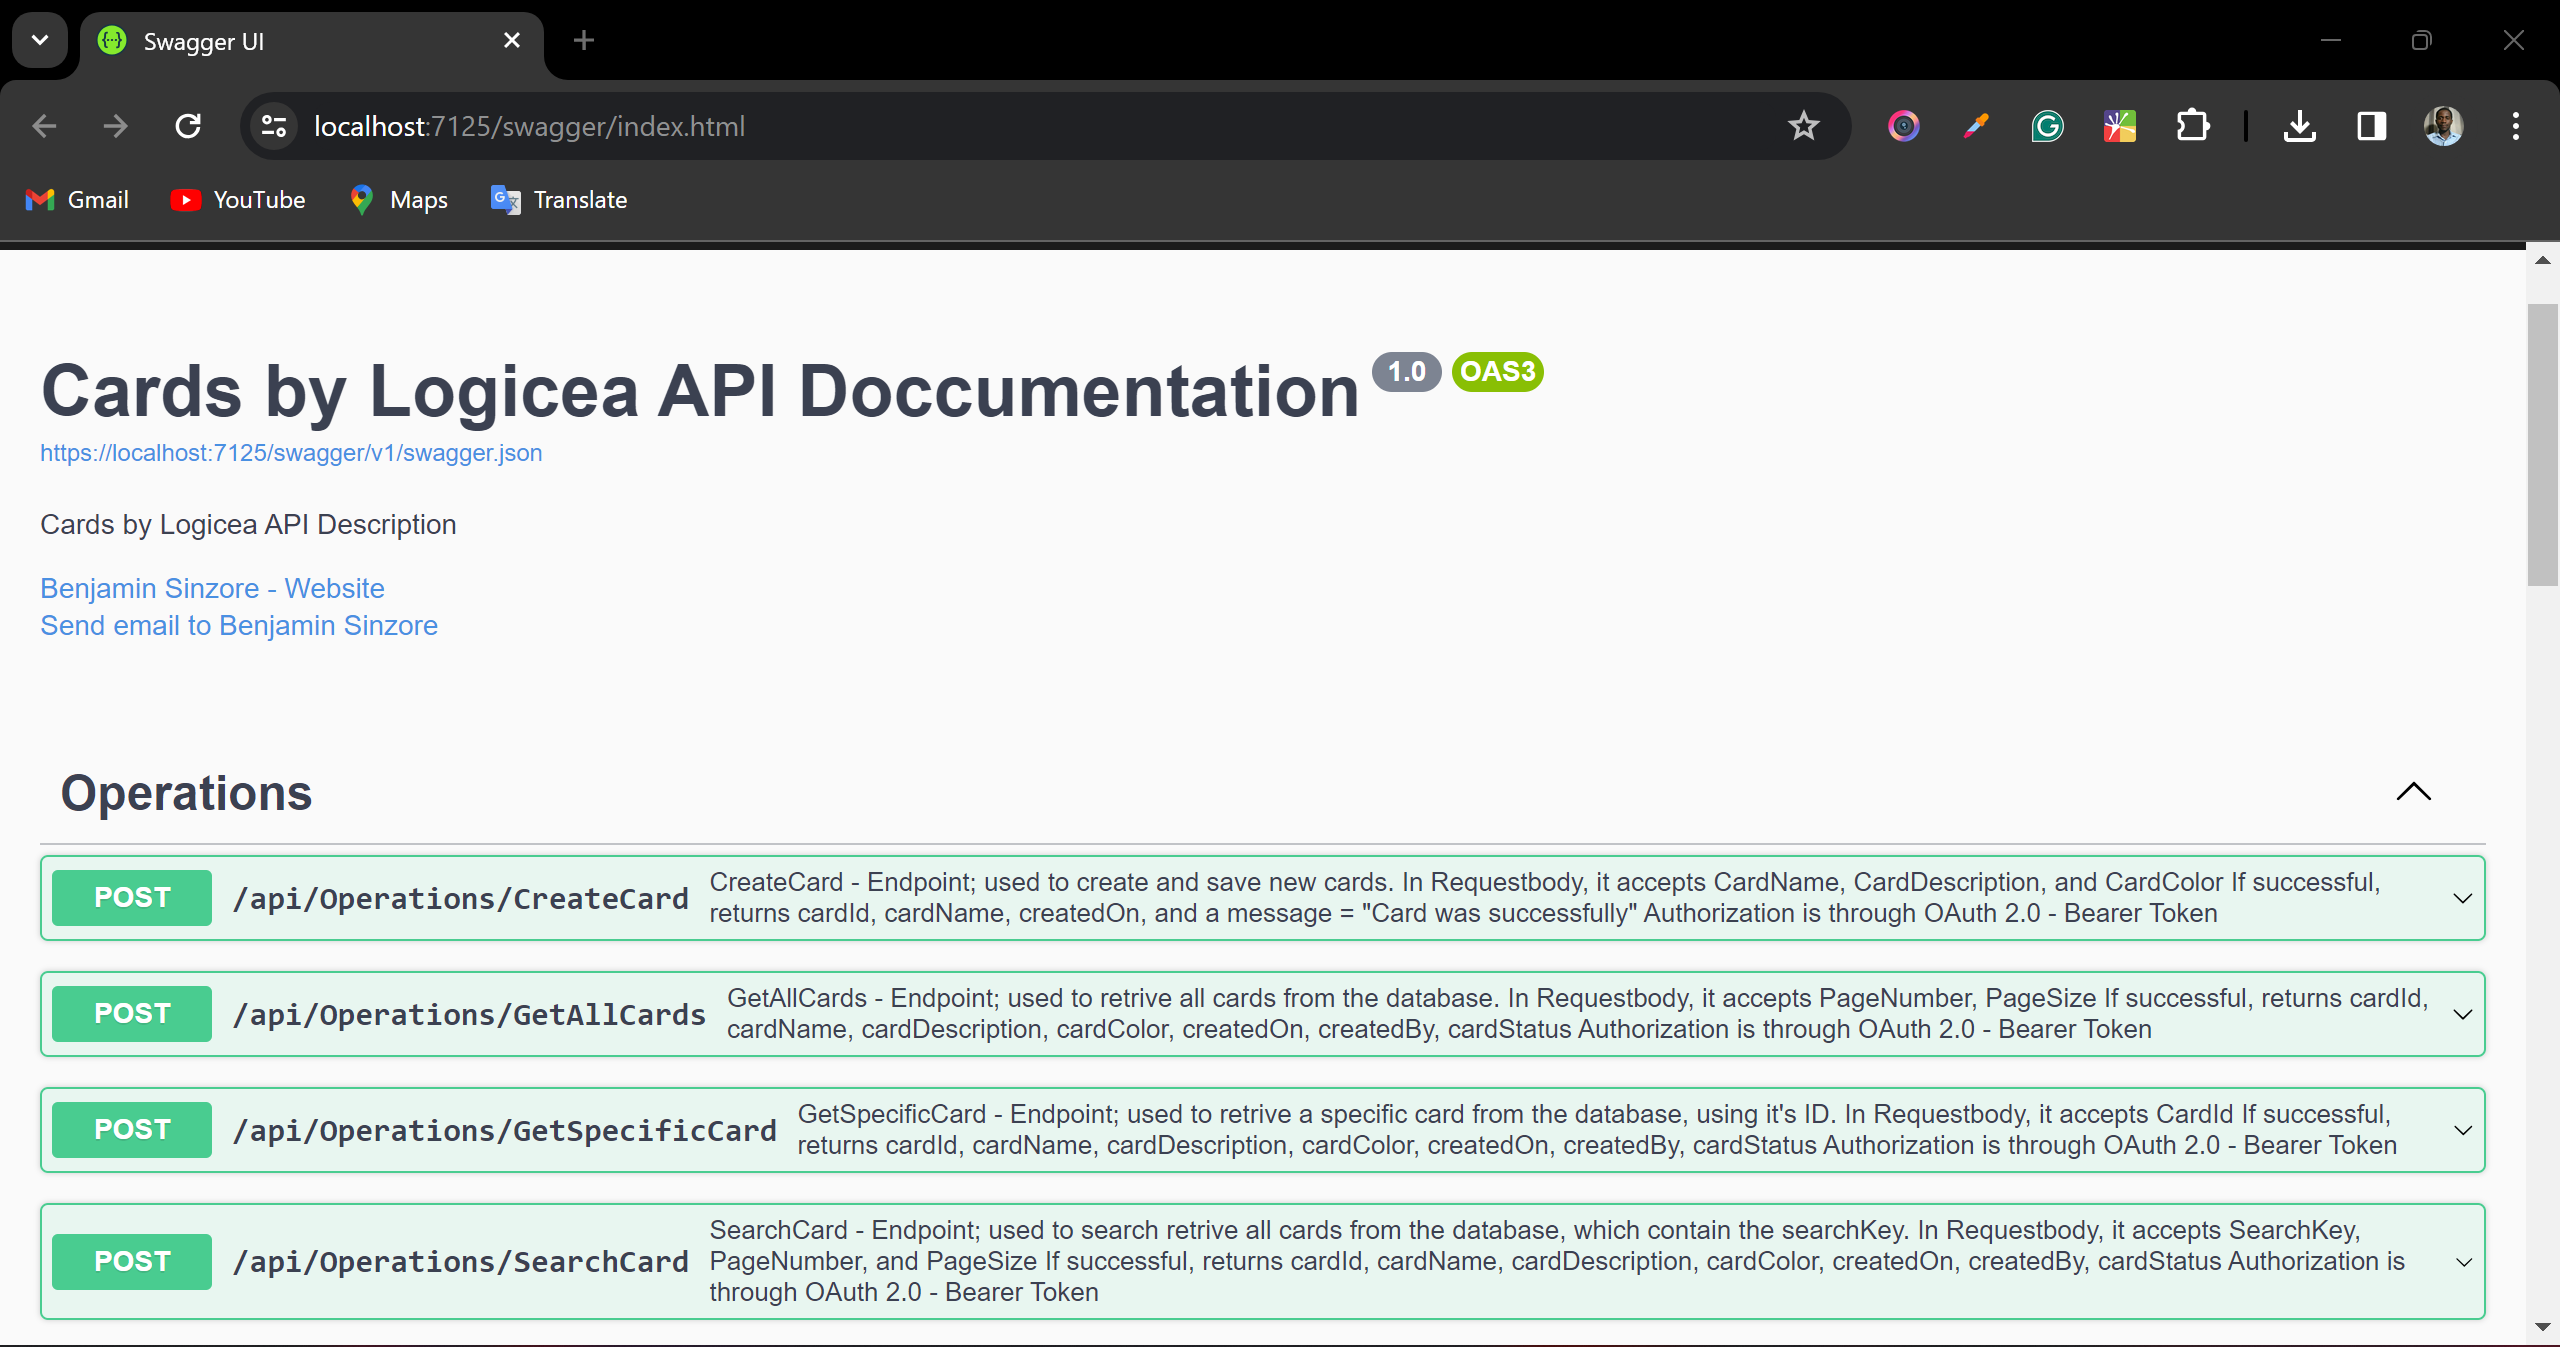 Swagger UI
localhost:7125/swagger/index.html
Gmail YouTube Maps Translate
Cards by Logicea API Doccumentation 1.0 OAS3
https://localhost:7125/swagger/v1/swagger.json
Cards by Logicea API Description
Benjamin Sinzore - Website
Send email to Benjamin Sinzore
Operations
POST /api/Operations/CreateCard CreateCard - Endpoint; used to create and save new cards. In Requestbody, it accepts CardName, CardDescription, and CardColor If successful,
returns cardId, cardName, createdOn, and a message = "Card was successfully" Authorization is through OAuth 2.0 - Bearer Token
POST /api/Operations/GetAllCards GetAllCards - Endpoint; used to retrive all cards from the database. In Requestbody, it accepts PageNumber, PageSize If successful, returns cardId,
cardName, cardDescription, cardColor, createdOn, createdBy, cardStatus Authorization is through OAuth 2.0 - Bearer Token
POST /api/Operations/GetSpecificCard GetSpecificCard - Endpoint; used to retrive a specific card from the database, using it's ID. In Requestbody, it accepts CardId If successful,
returns cardId, cardName, cardDescription, cardColor, createdOn, createdBy, cardStatus Authorization is through OAuth 2.0 - Bearer Token
POST /api/Operations/SearchCard SearchCard - Endpoint; used to search retrive all cards from the database, which contain the searchKey. In Requestbody, it accepts SearchKey,
PageNumber, and PageSize If successful, returns cardId, cardName, cardDescription, cardColor, createdOn, createdBy, cardStatus Authorization is
through OAuth 2.0 - Bearer Token